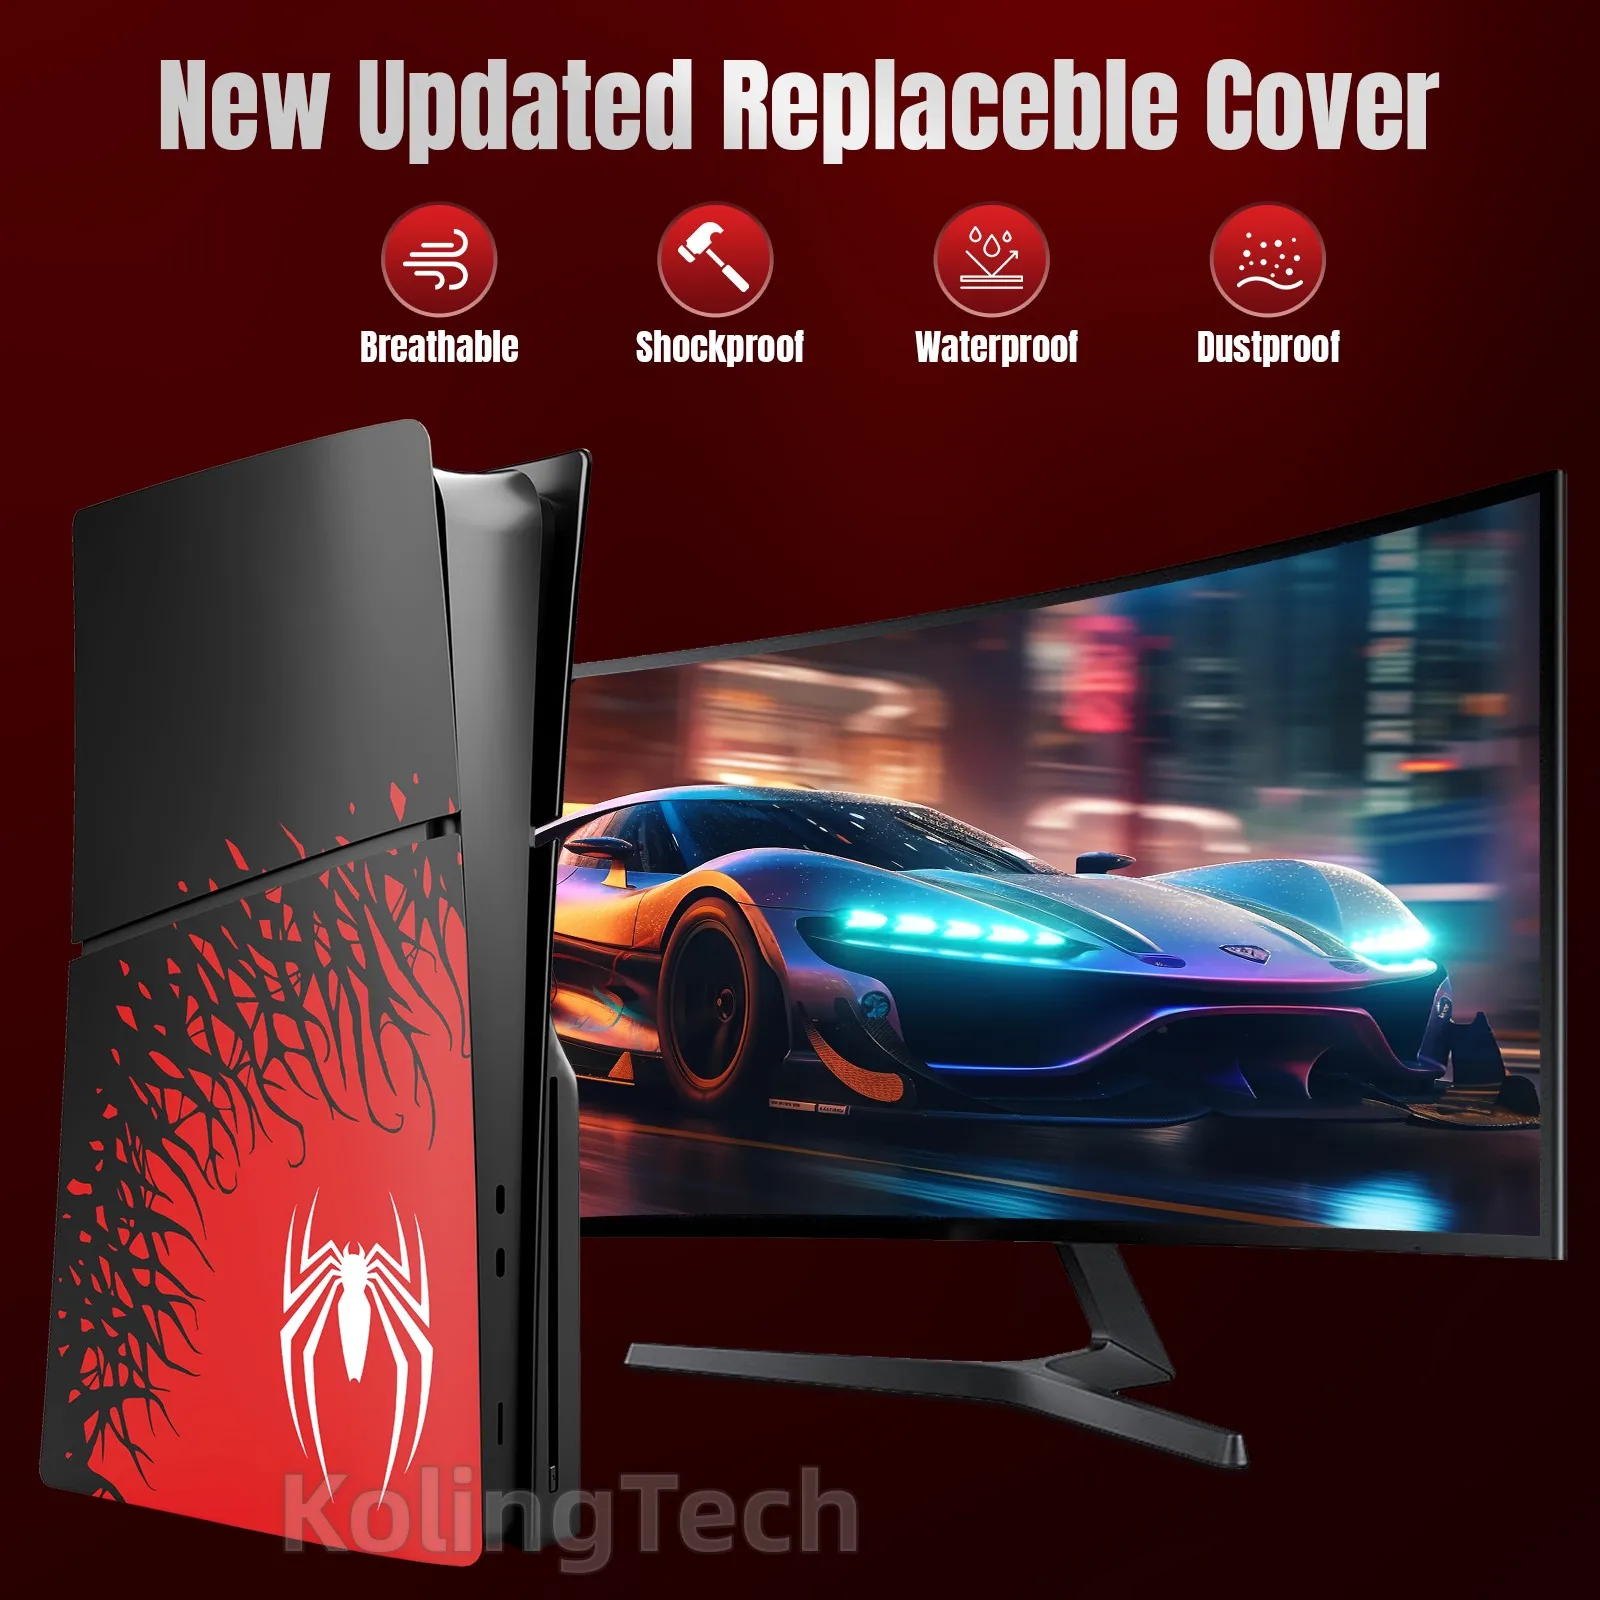 New Updated Replaceble Cover
Breathable Shockproof Waterproof Dustproof
KolingTech